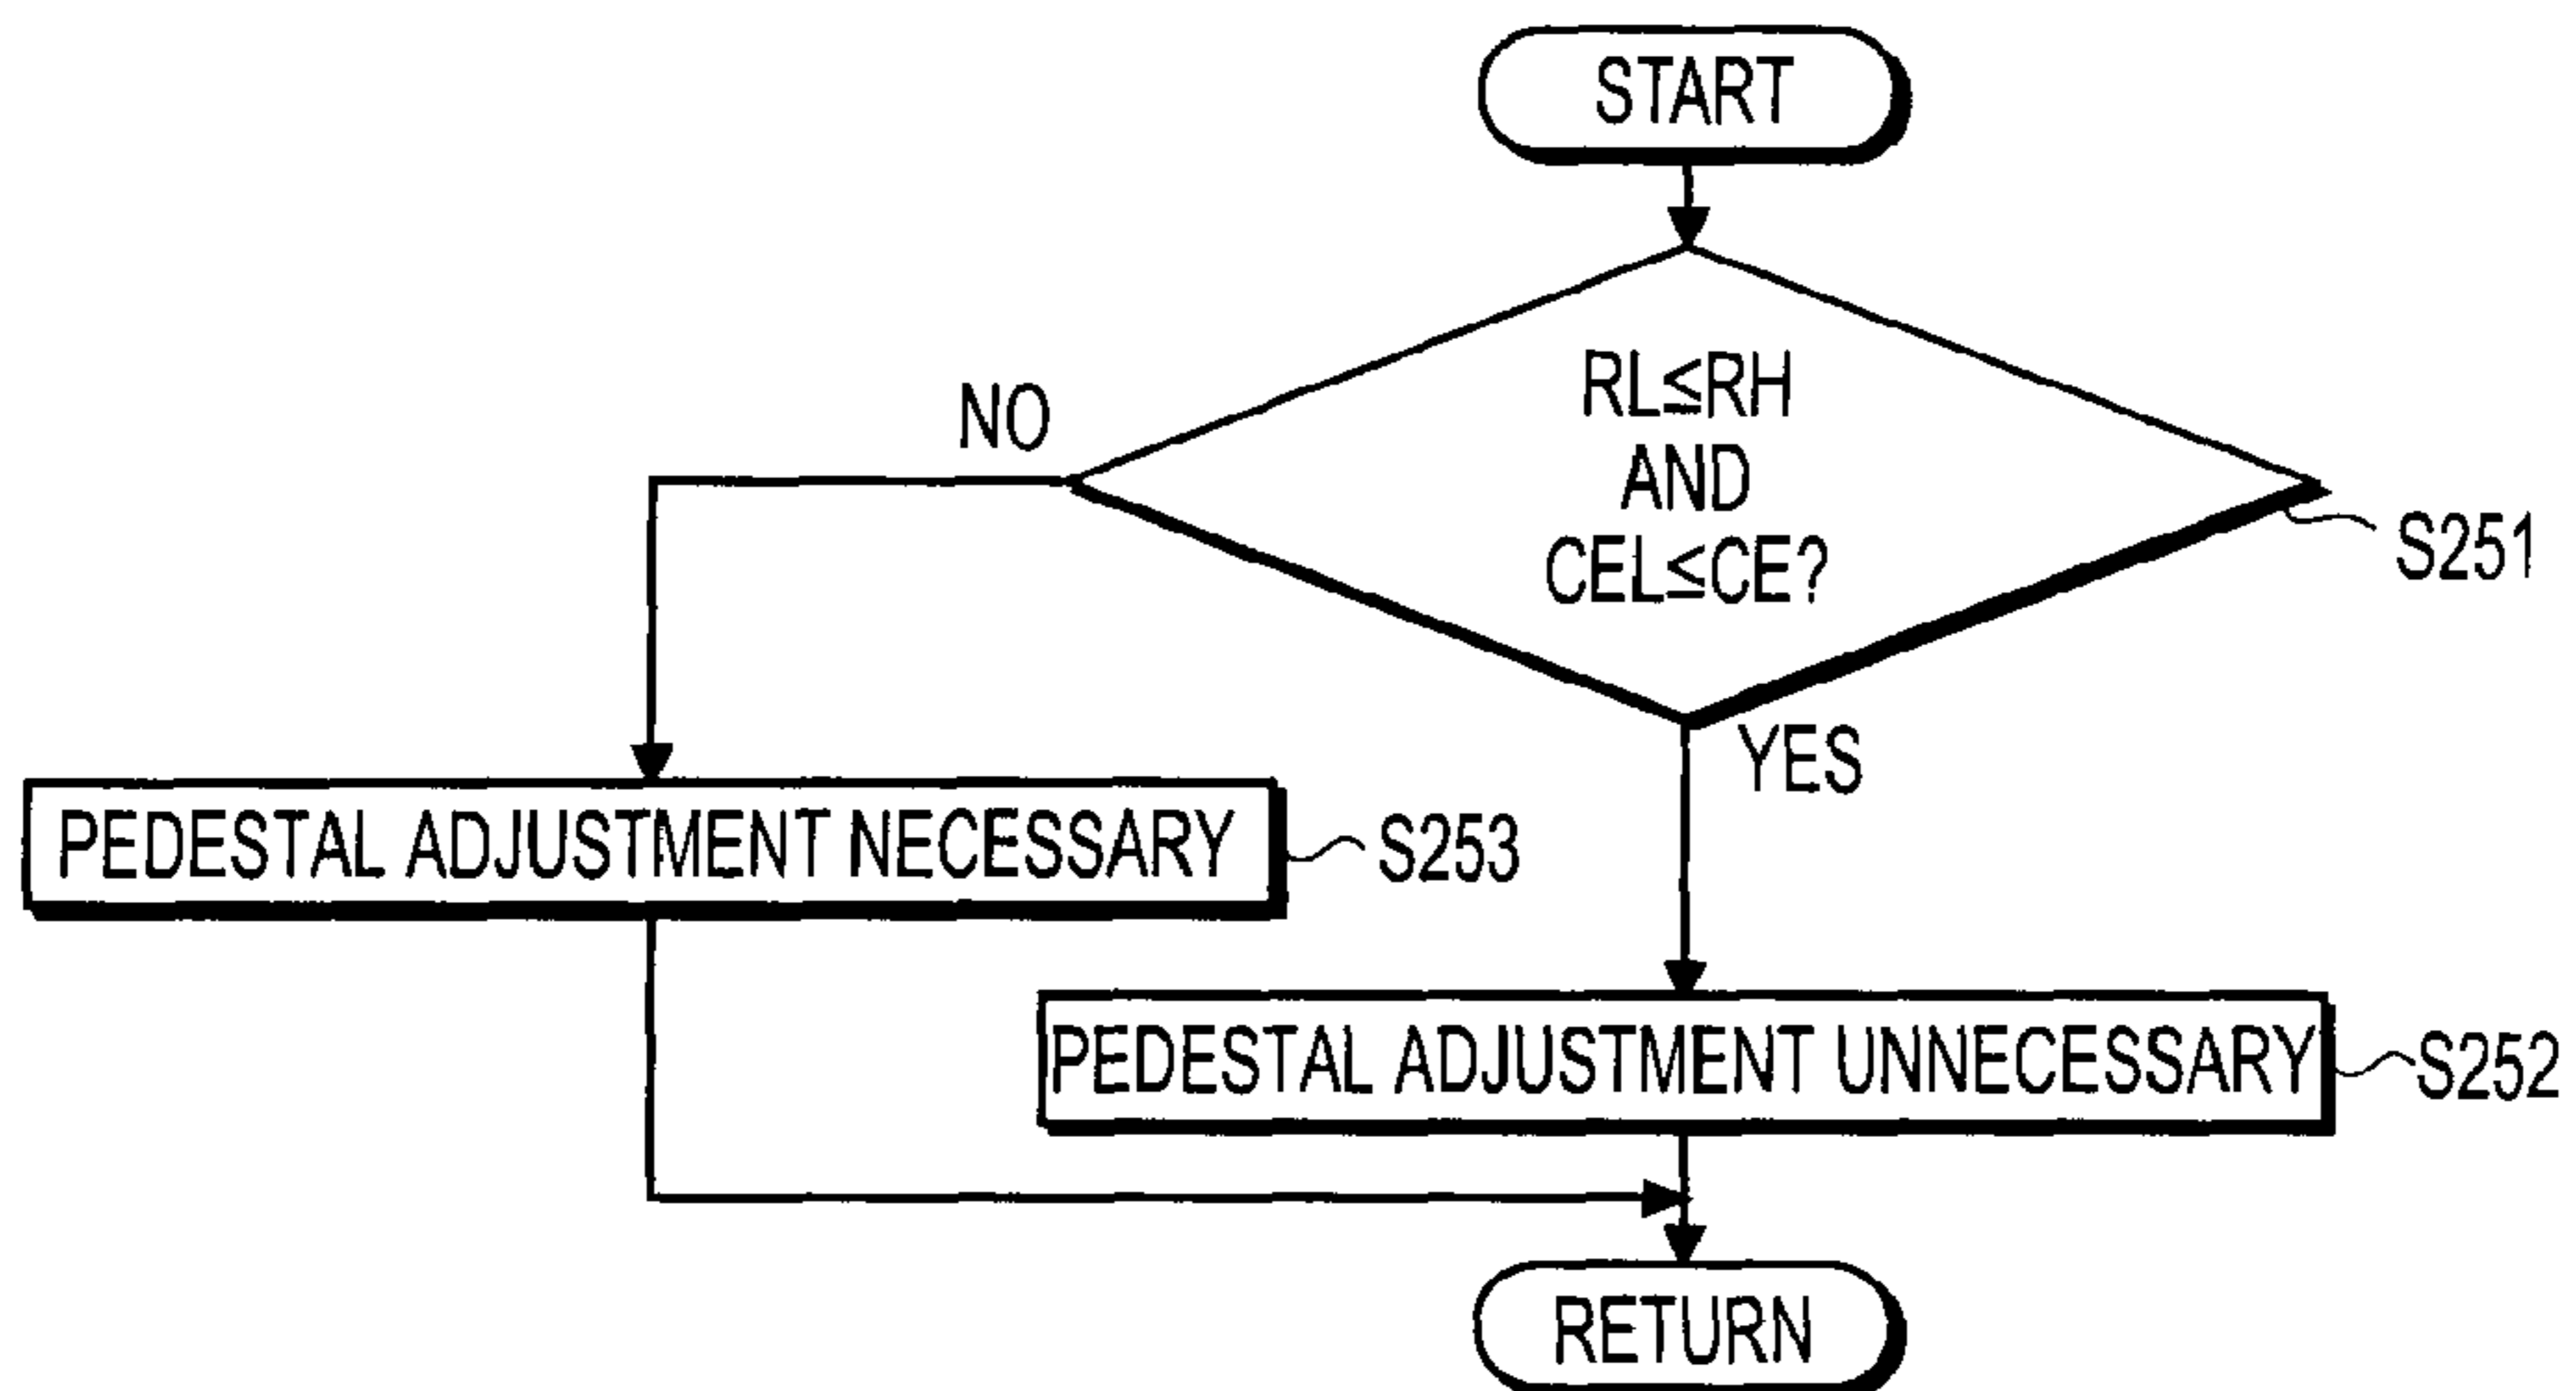 START
RL≤RH
AND
CEL≤CE?
NO
S251
YES
PEDESTAL ADJUSTMENT NECESSARY
S253
PEDESTAL ADJUSTMENT UNNECESSARY
S252
RETURN